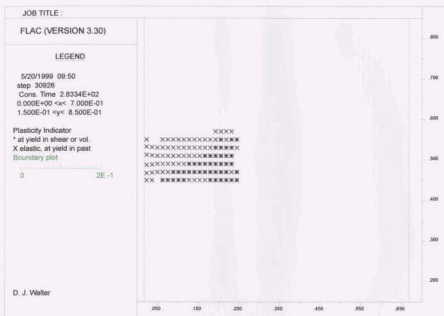 JOB TITLE :
FLAC (VERSION 3.30)
LEGEND
5/20/1999 09:50
step 30926
Cons. Time 2.8334E+02
0.000E+00 <x< 7.000E-01
1.500E-01 <y< 8.500E-01
Plasticity Indicator
* at yield in shear or vol.
X elastic, at yield in past
Boundary plot
0 2E -1
D. J. Walter
.800
.700
.600
.500
.400
.300
.200
.050 .150 .250 .350 .450 .550 .650